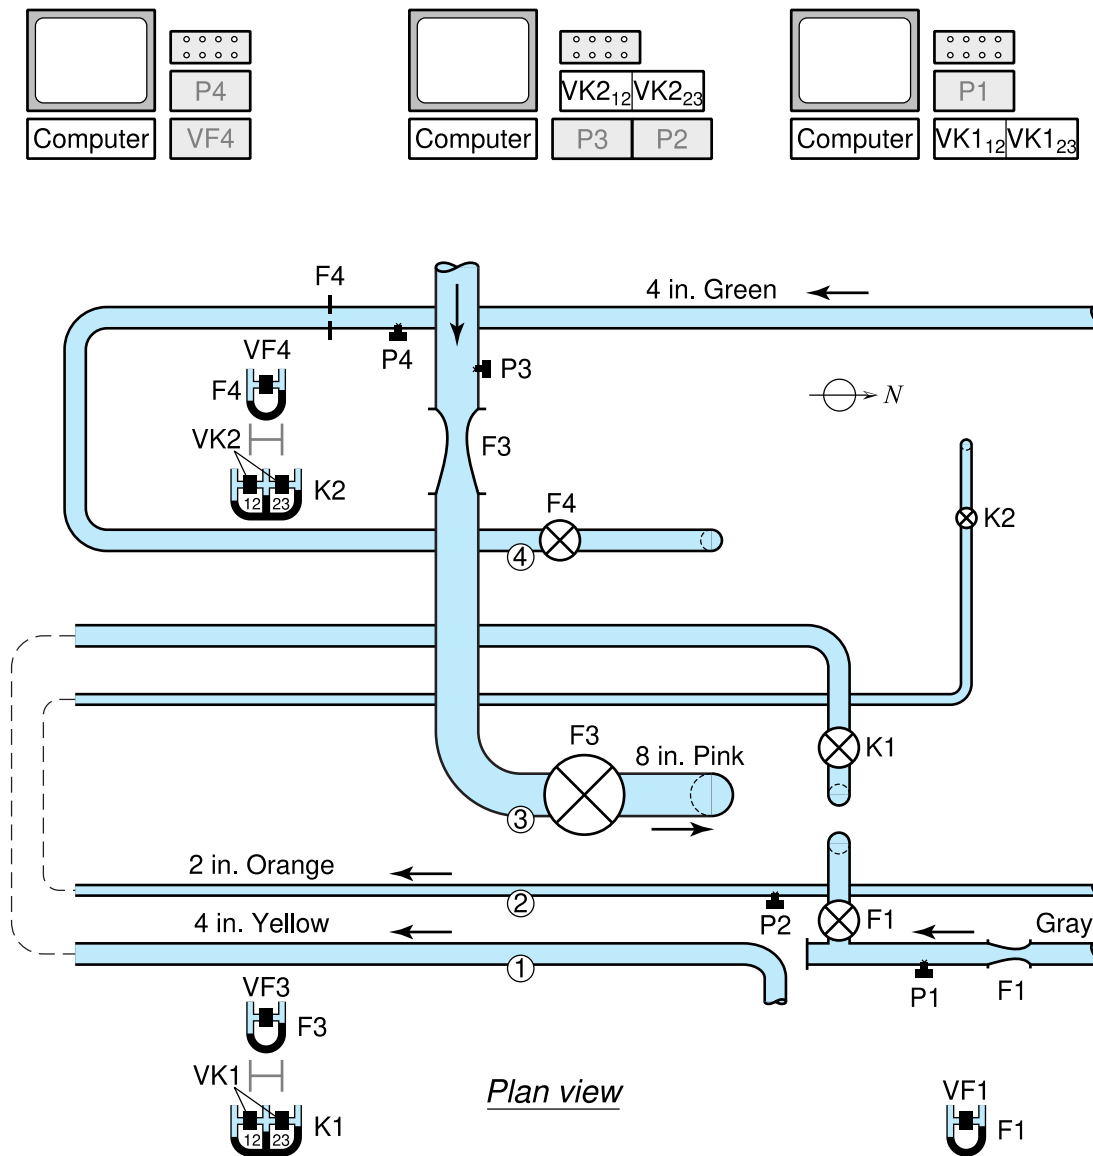 P4
Computer VF4
VK2₁₂ VK2₂₃
Computer P3 P2
P1
Computer VK1₁₂ VK1₂₃
F4
4 in. Green
VF4
P4
P3
F4
N
VK2
F3
12 23
K2
F4
K2
4
F3
K1
8 in. Pink
3
2 in. Orange
2
P2
F1
4 in. Yellow
Gray
1
P1
F1
VF3
F3
VK1
Plan view
VF1
12 23
K1
F1